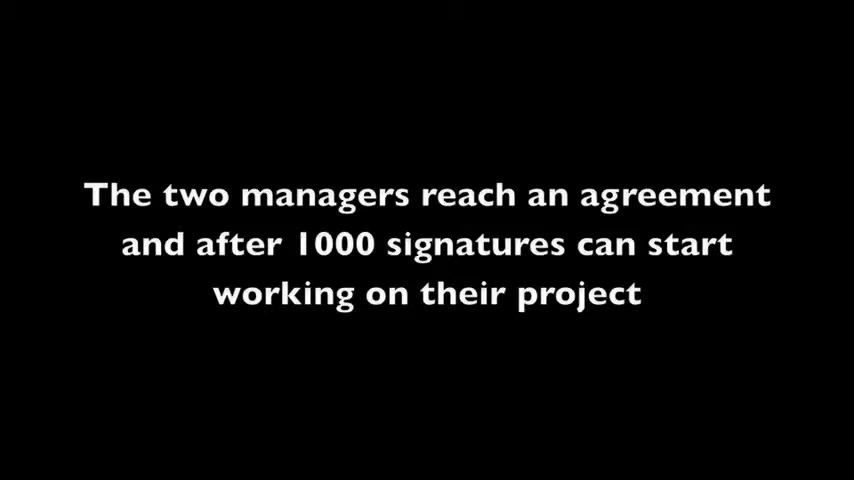 The two managers reach an agreement
and after 1000 signatures can start
working on their project